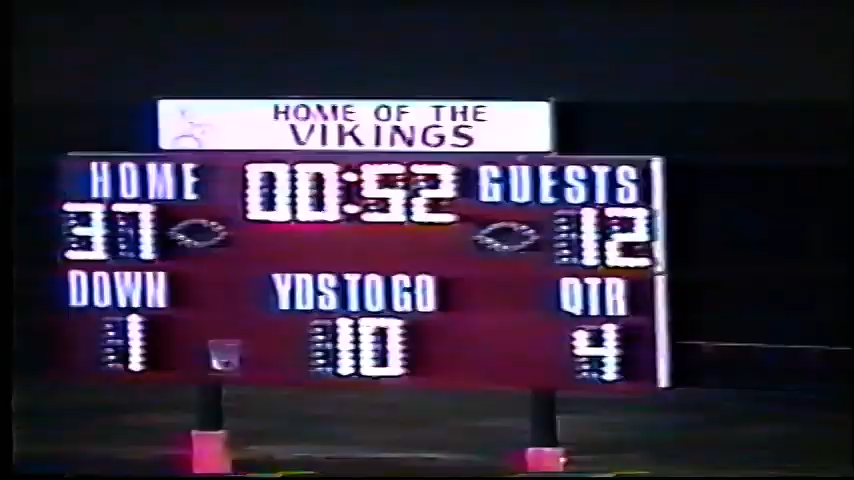 HOME OF THE
VIKINGS
HOME 00:52 GUESTS
37 12
DOWN YDS TO GO QTR
1 10 4